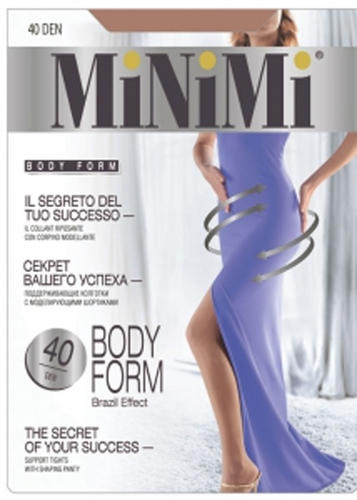 40 DEN
MiNiMi®
BODY FORM
IL SEGRETO DEL
TUO SUCCESSO —
IL COLLANT RIPOSANTE
CON CORPINO MODELLANTE
СЕКРЕТ
ВАШЕГО УСПЕХА —
ПОДДЕРЖИВАЮЩИЕ КОЛГОТКИ
С МОДЕЛИРУЮЩИМИ ШОРТИКАМИ
40
DEN
BODY
FORM
Brazil Effect
THE SECRET
OF YOUR SUCCESS —
SUPPORT TIGHTS
WITH SHAPING PANTY